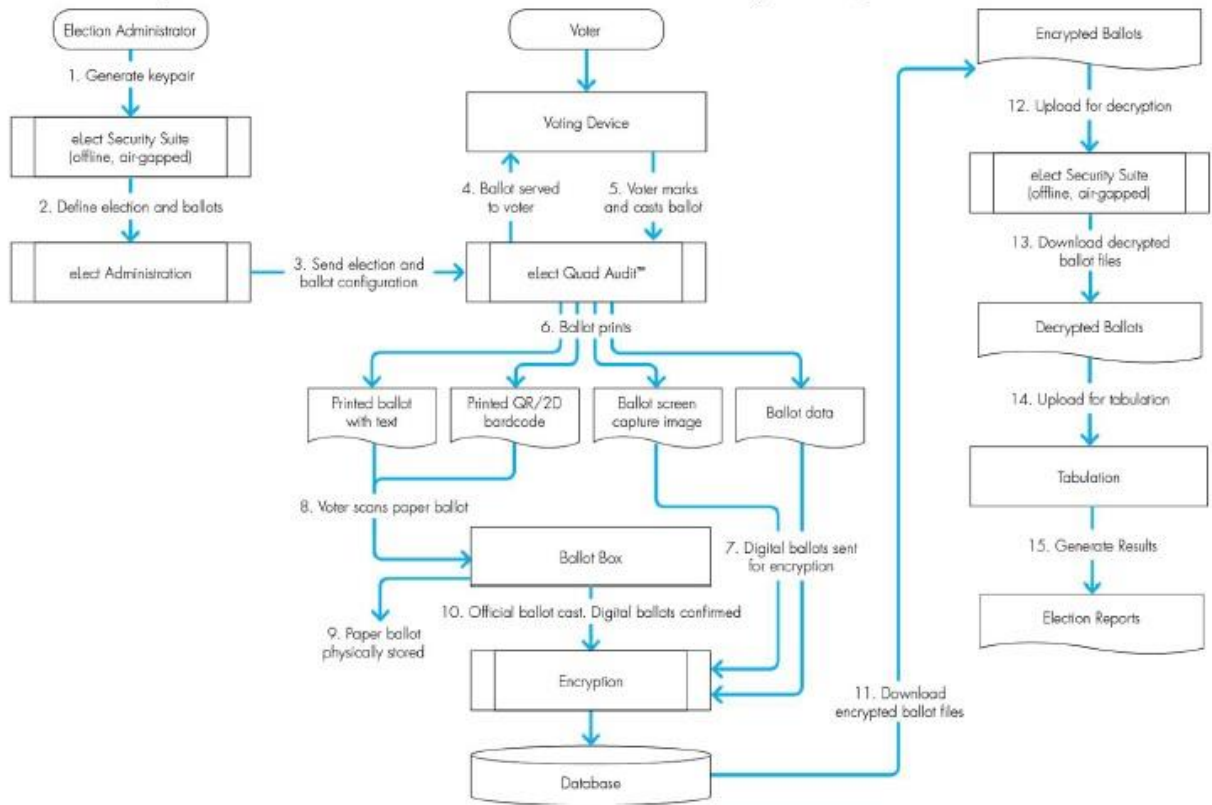 Election Administrator
1. Generate keypair
eLect Security Suite
(offline, air-gapped)
2. Define election and ballots
eLect Administration
3. Send election and
ballot configuration
Voter
Voting Device
4. Ballot served
to voter
5. Voter marks
and casts ballot
eLect Quad Audit™
6. Ballot prints
Printed ballot
with text
Printed QR/2D
bardcode
Ballot screen
capture image
Ballot data
8. Voter scans paper ballot
7. Digital ballots sent
for encryption
Ballot Box
10. Official ballot cast. Digital ballots confirmed
9. Paper ballot
physically stored
Encryption
Database
11. Download
encrypted ballot files
Encrypted Ballots
12. Upload for decryption
eLect Security Suite
(offline, air-gapped)
13. Download decrypted
ballot files
Decrypted Ballots
14. Upload for tabulation
Tabulation
15. Generate Results
Election Reports